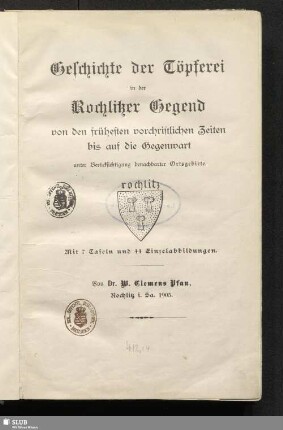 Geschichte der Töpferei
in der
Rochlitzer Gegend
von den frühesten vorchristlichen Zeiten
bis auf die Gegenwart
unter Berücksichtigung benachbarter Ortsgebiete
rochlitz
Mit 7 Tafeln und 44 Einzelabbildungen.
Von Dr. W. Clemens Pfau.
Rochlitz i. Sa. 1905.
SLUB